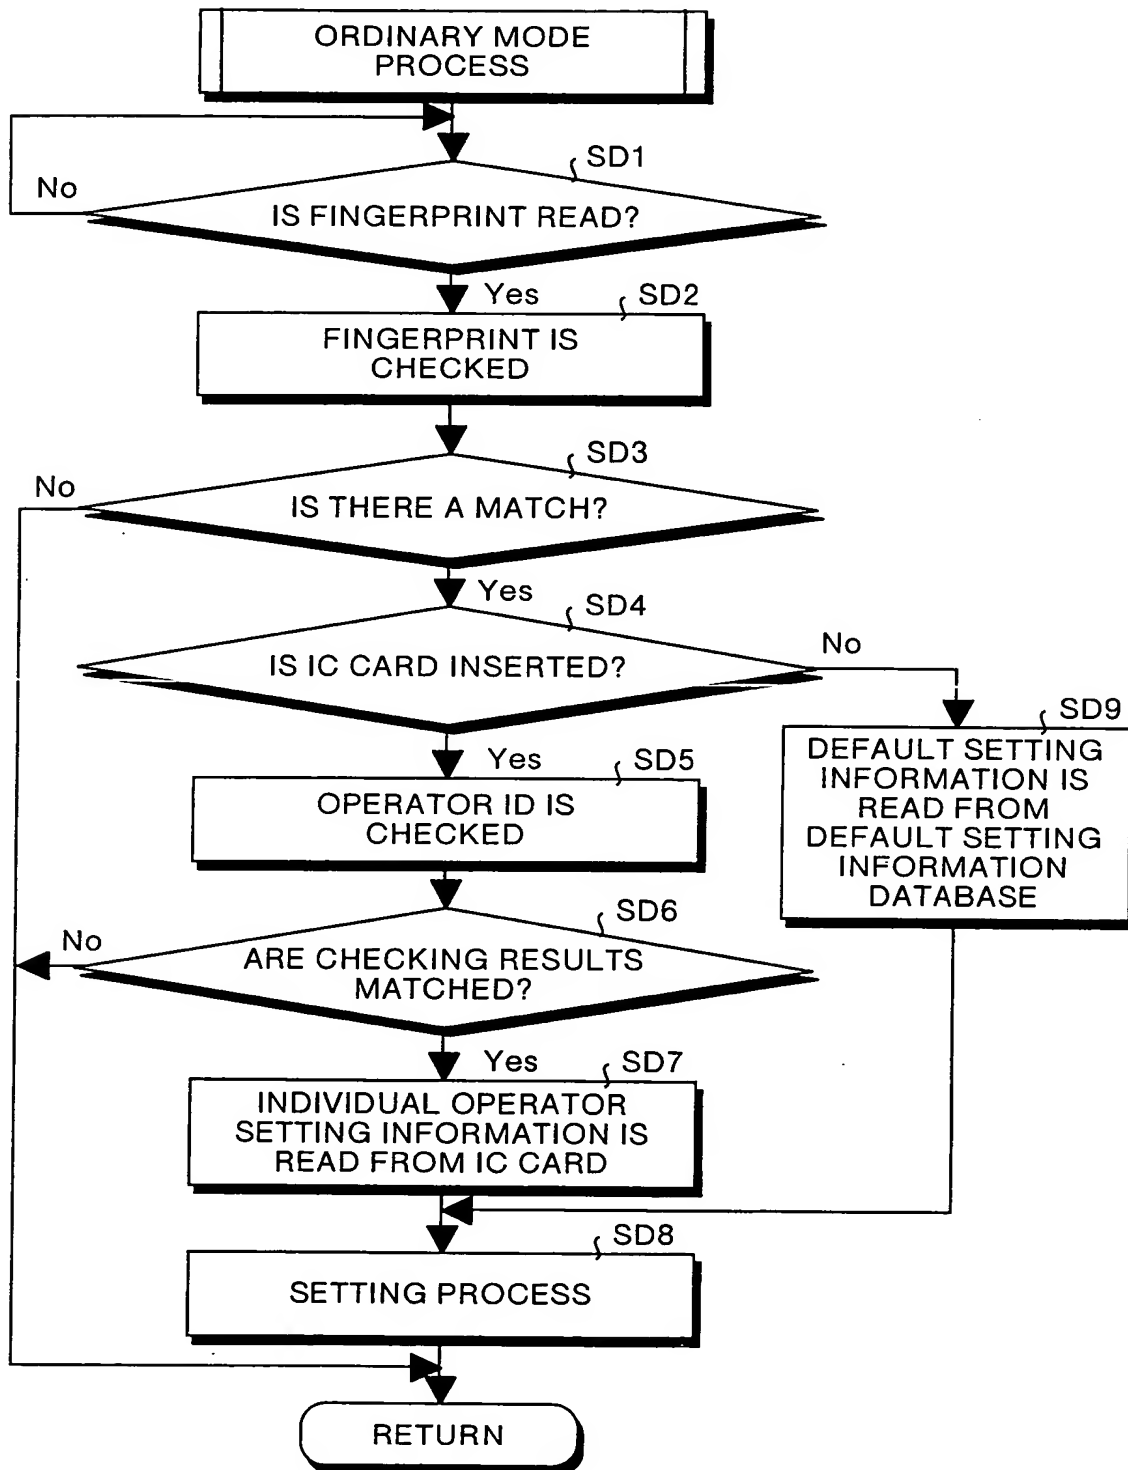 ORDINARY MODE
PROCESS
SD1
No
IS FINGERPRINT READ?
Yes
SD2
FINGERPRINT IS
CHECKED
SD3
No
IS THERE A MATCH?
Yes
SD4
IS IC CARD INSERTED?
No
SD9
DEFAULT SETTING
INFORMATION IS
READ FROM
DEFAULT SETTING
INFORMATION
DATABASE
Yes
SD5
OPERATOR ID IS
CHECKED
SD6
No
ARE CHECKING RESULTS
MATCHED?
Yes
SD7
INDIVIDUAL OPERATOR
SETTING INFORMATION IS
READ FROM IC CARD
SD8
SETTING PROCESS
RETURN